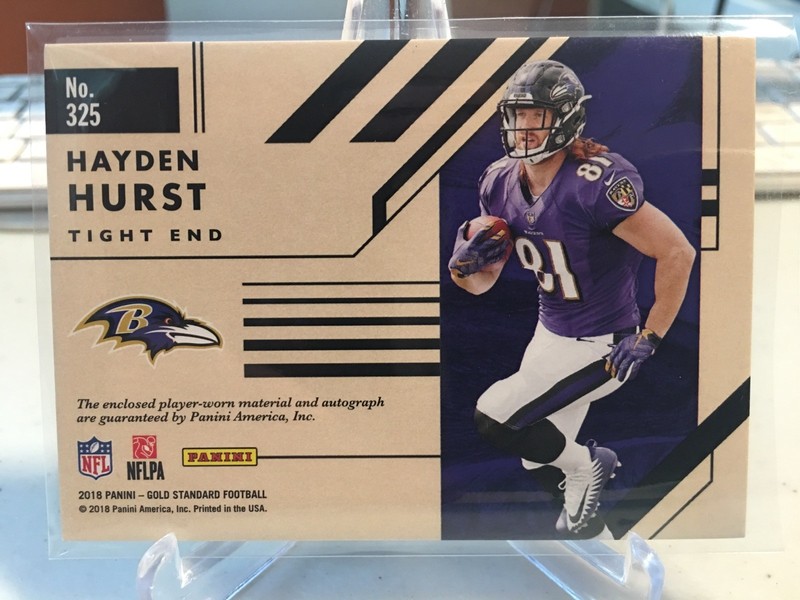 No.
325
HAYDEN
HURST
TIGHT END
B
The enclosed player-worn material and autograph
are guaranteed by Panini America, Inc.
NFL
NFLPA
PANINI
2018 PANINI – GOLD STANDARD FOOTBALL
© 2018 Panini America, Inc. Printed in the USA.
81
81